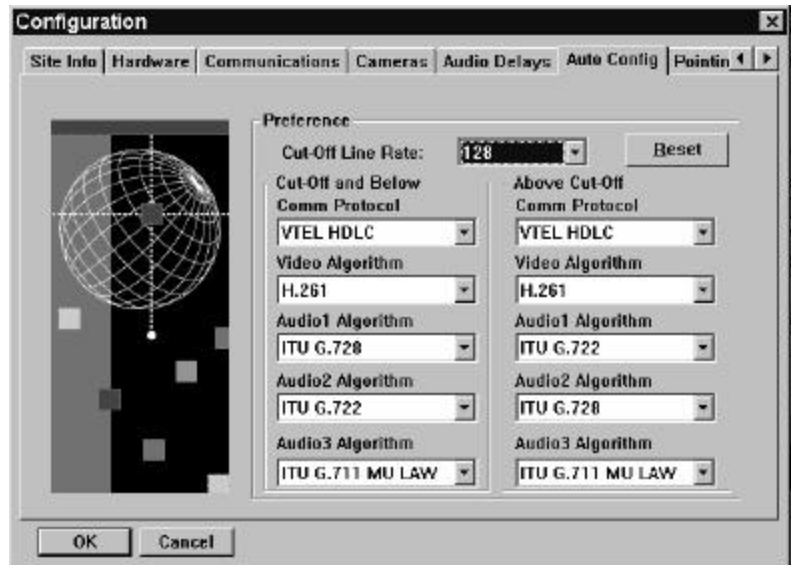 Configuration
Site Info Hardware Communications Cameras Audio Delays Auto Config Pointin
Preference
Cut-Off Line Rate: 128 Reset
Cut-Off and Below Above Cut-Off
Comm Protocol Comm Protocol
VTEL HDLC VTEL HDLC
Video Algorithm Video Algorithm
H.261 H.261
Audio1 Algorithm Audio1 Algorithm
ITU G.728 ITU G.722
Audio2 Algorithm Audio2 Algorithm
ITU G.722 ITU G.728
Audio3 Algorithm Audio3 Algorithm
ITU G.711 MU LAW ITU G.711 MU LAW
OK Cancel